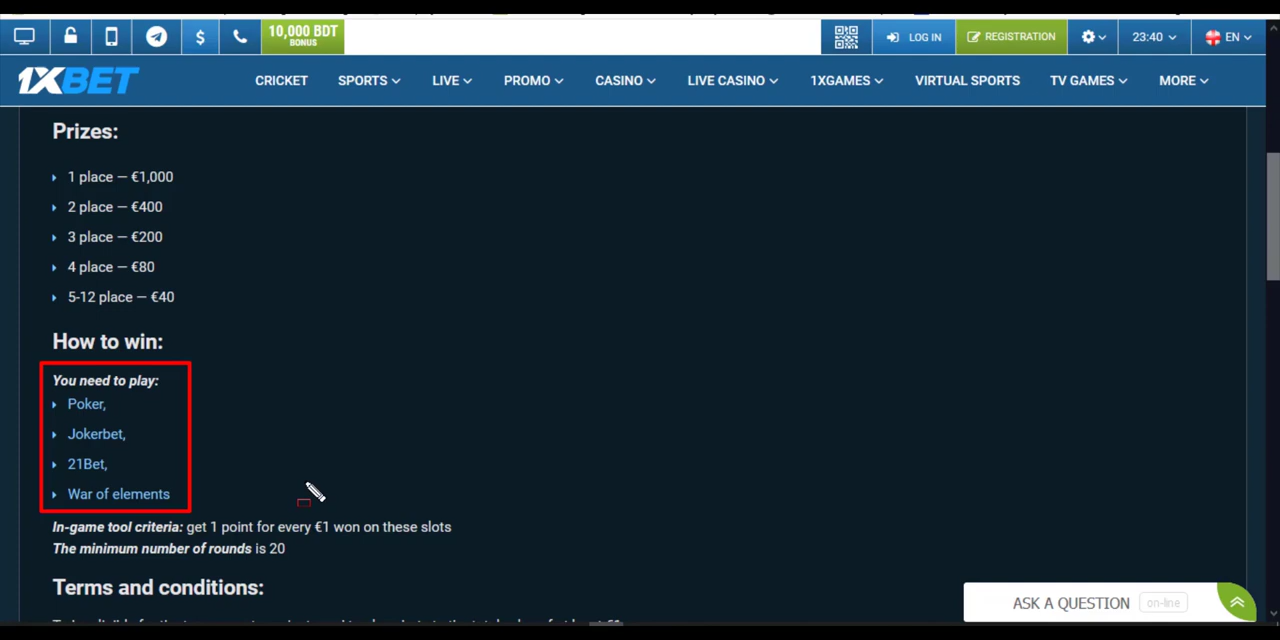 10,000 BDT
BONUS
LOG IN
REGISTRATION
23:40
EN
1XBET
CRICKET
SPORTS
LIVE
PROMO
CASINO
LIVE CASINO
1XGAMES
VIRTUAL SPORTS
TV GAMES
MORE
Prizes:
1 place — €1,000
2 place — €400
3 place — €200
4 place — €80
5-12 place — €40
How to win:
You need to play:
Poker,
Jokerbet,
21Bet,
War of elements
In-game tool criteria: get 1 point for every €1 won on these slots
The minimum number of rounds is 20
Terms and conditions:
ASK A QUESTION
on-line